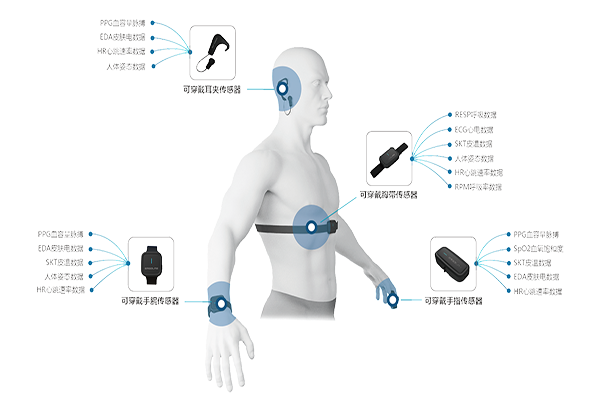 PPG血容量脉搏
EDA皮肤电数据
HR心跳速率数据
人体姿态数据
可穿戴耳夹传感器
RESP呼吸数据
ECG心电数据
SKT皮温数据
人体姿态数据
HR心跳速率数据
RPM呼吸率数据
可穿戴胸带传感器
PPG血容量脉搏
EDA皮肤电数据
SKT皮温数据
人体姿态数据
HR心跳速率数据
可穿戴手腕传感器
PPG血容量脉搏
SpO2血氧饱和度
SKT皮温数据
EDA皮肤电数据
HR心跳速率数据
可穿戴手指传感器